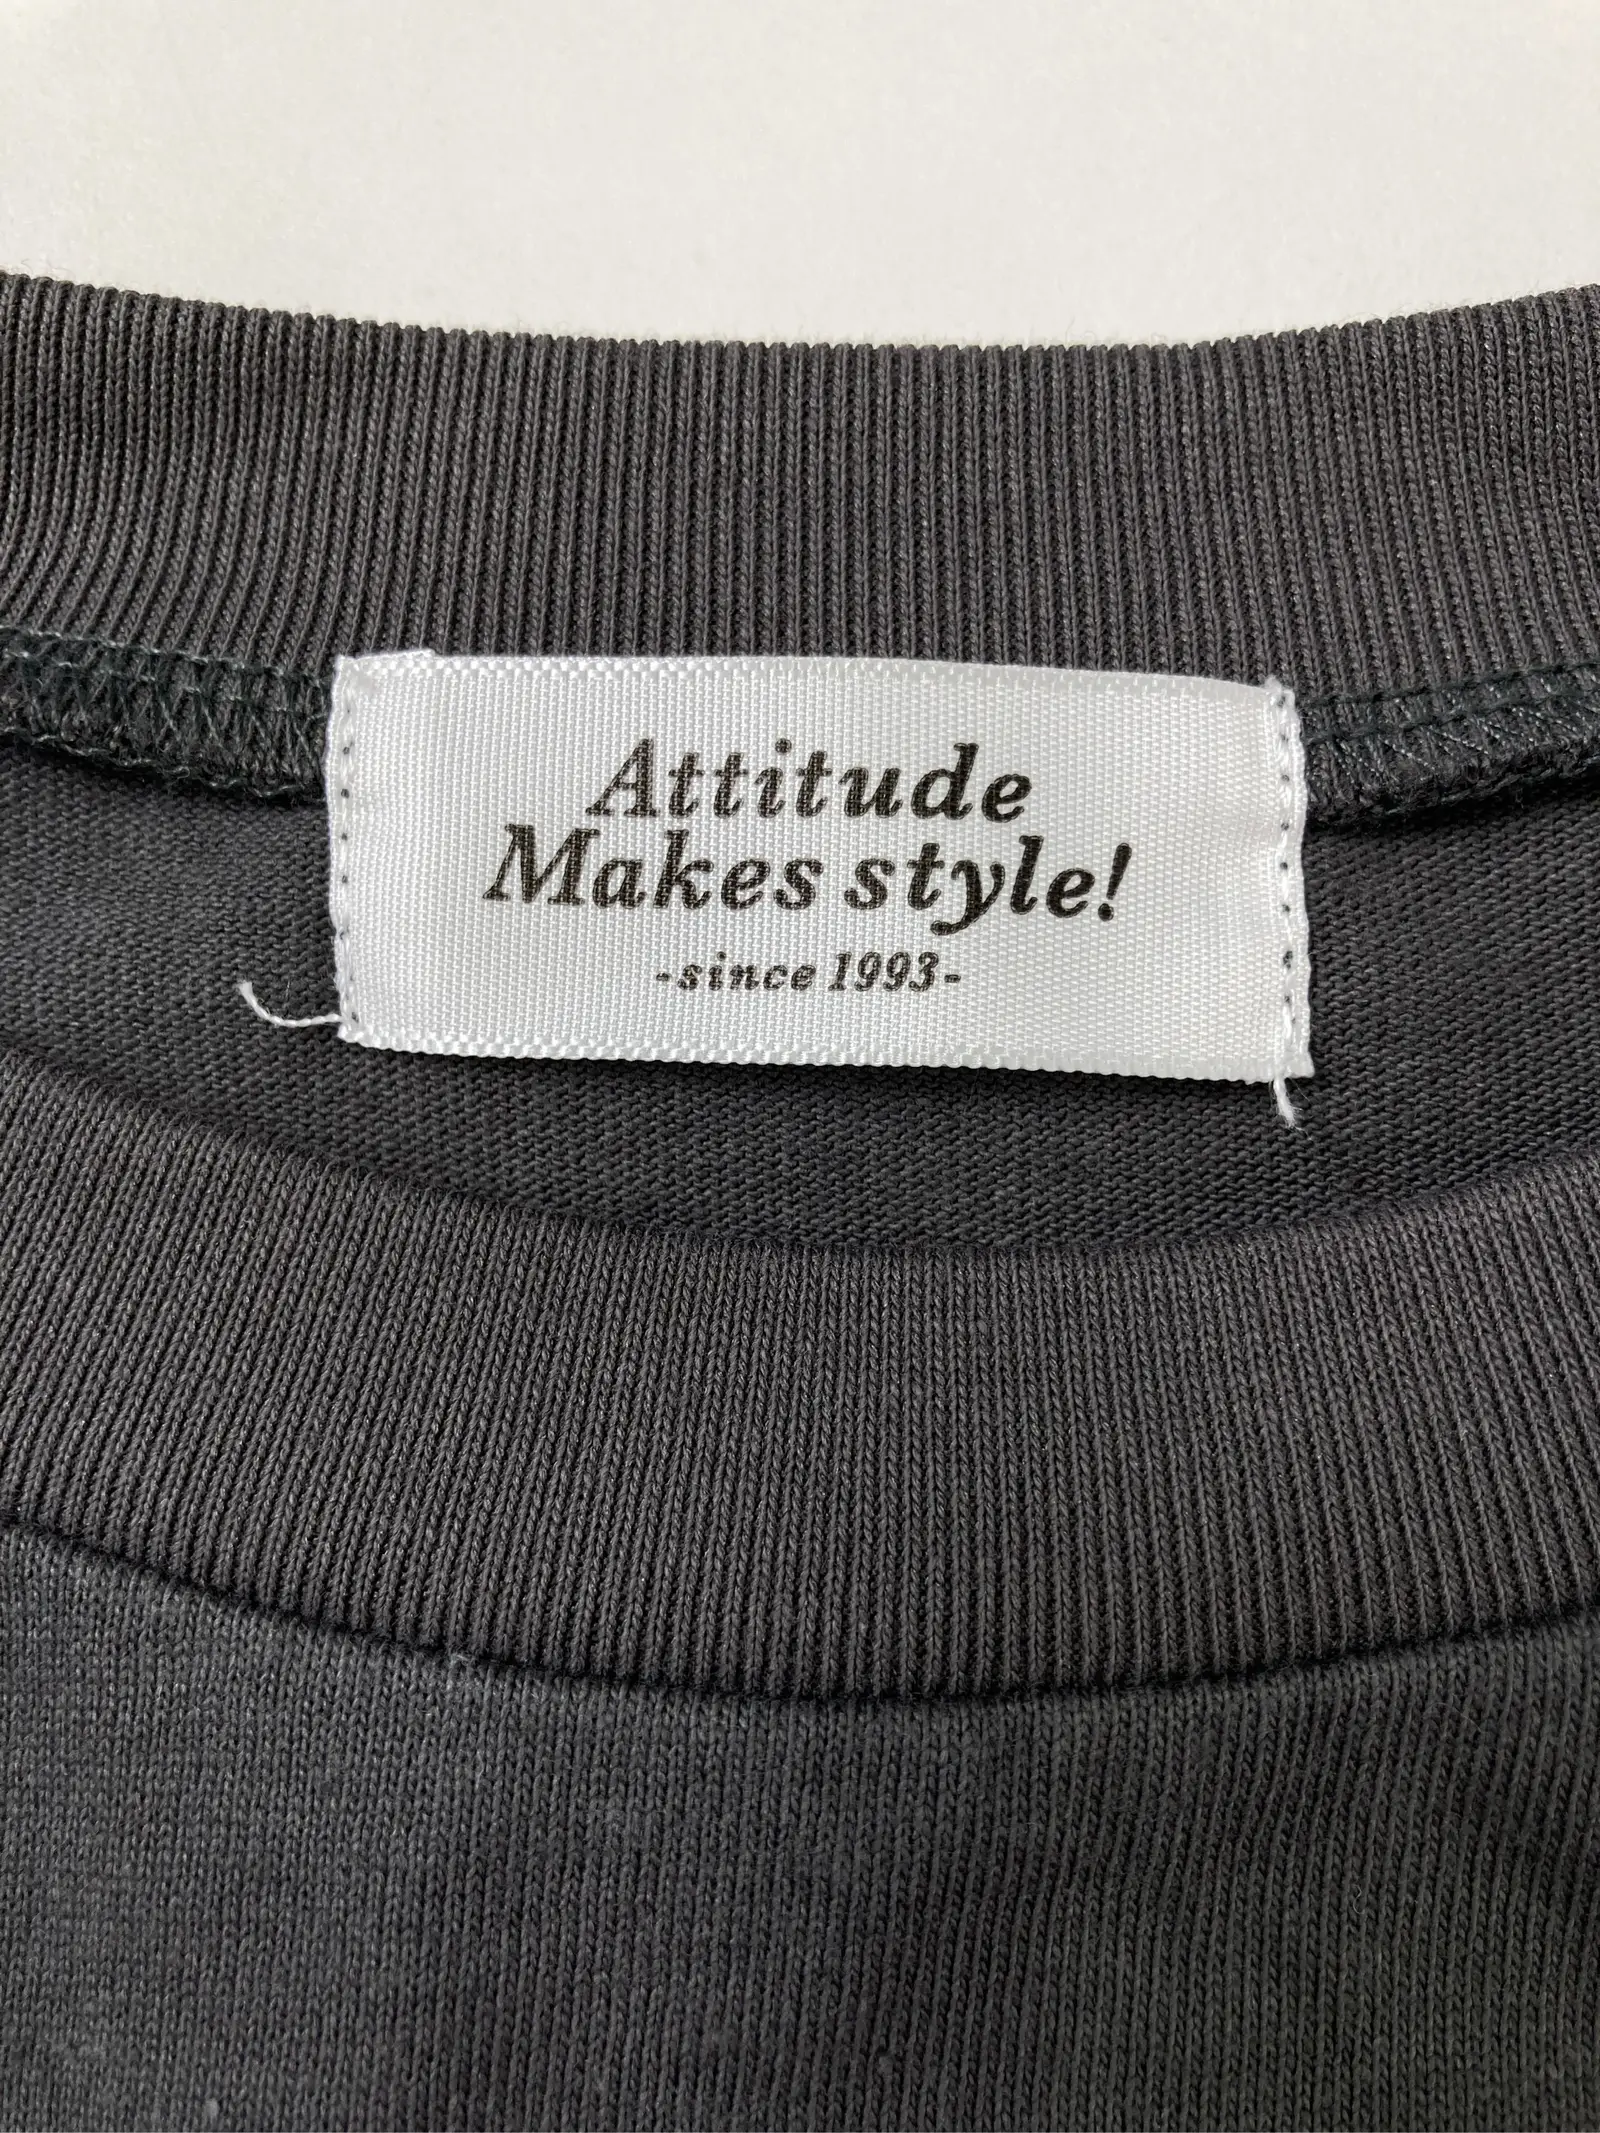 Attitude
Makes style!
-since 1993-